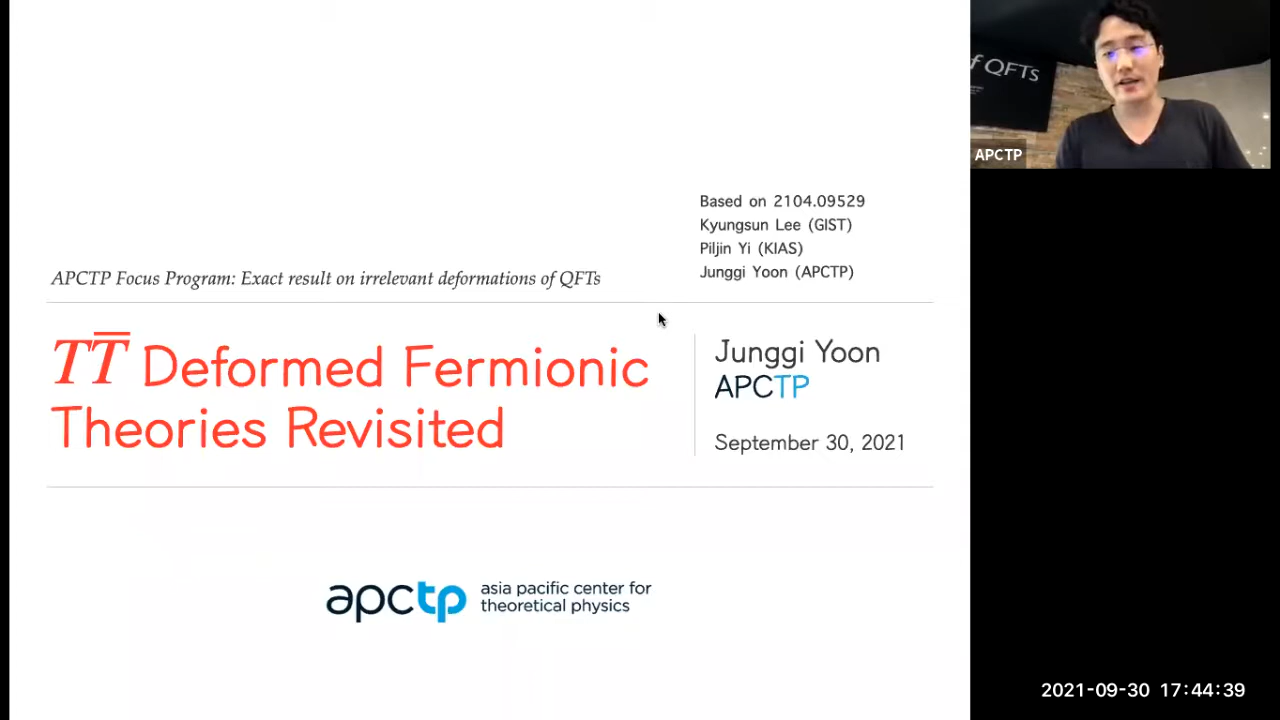 Based on 2104.09529
Kyungsun Lee (GIST)
Piljin Yi (KIAS)
Junggi Yoon (APCTP)
APCTP Focus Program: Exact result on irrelevant deformations of QFTs
TT̅ Deformed Fermionic
Theories Revisited
Junggi Yoon
APCTP
September 30, 2021
apctp
asia pacific center for
theoretical physics
f QFTs
APCTP
2021-09-30 17:44:39